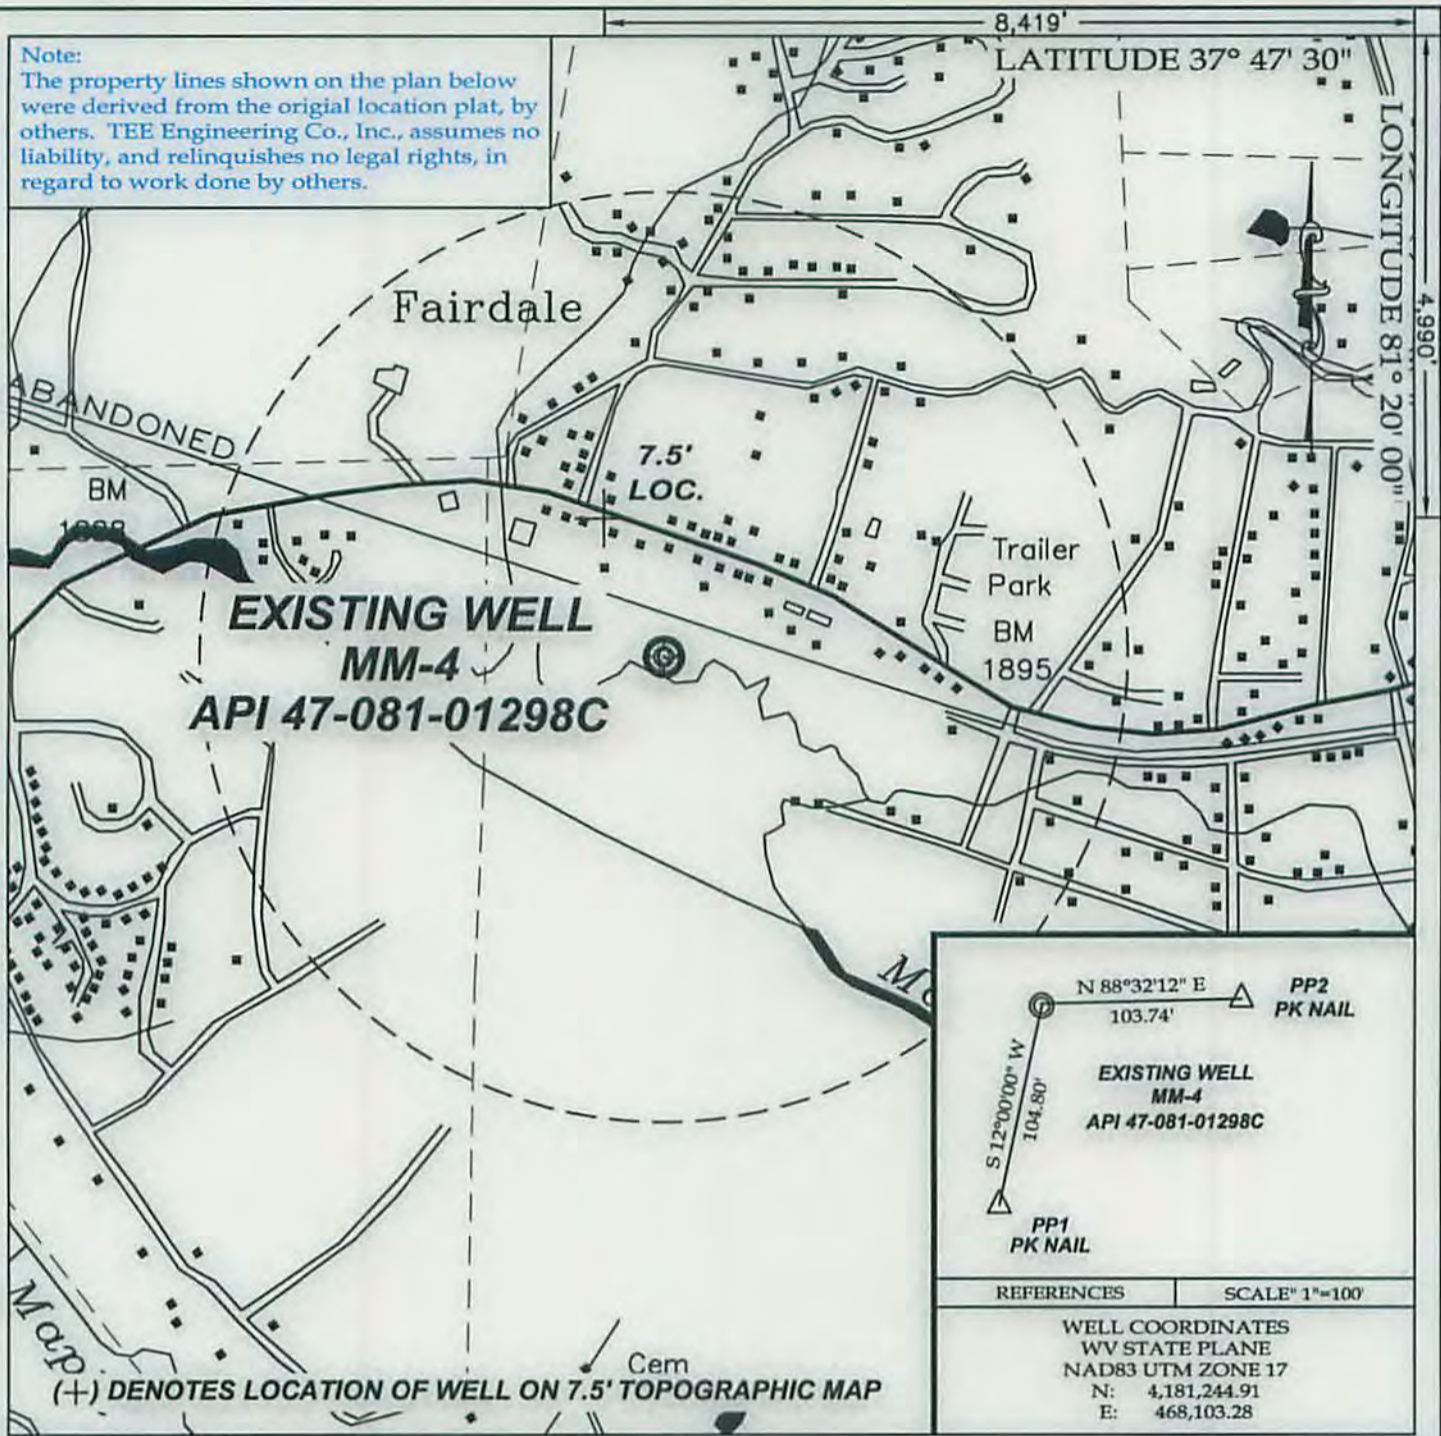 8,419'
Note:
The property lines shown on the plan below
were derived from the origial location plat, by
others. TEE Engineering Co., Inc., assumes no
liability, and relinquishes no legal rights, in
regard to work done by others.
LATITUDE 37° 47' 30"
LONGITUDE 81° 20' 00"
4,990'
Fairdale
ABANDONED
BM
7.5'
LOC.
Trailer
Park
BM
1895
EXISTING WELL
MM-4
API 47-081-01298C
N 88°32'12" E
103.74'
PP2
PK NAIL
S 12°00'00" W
104.80'
EXISTING WELL
MM-4
API 47-081-01298C
PP1
PK NAIL
REFERENCES
SCALE" 1"=100'
WELL COORDINATES
WV STATE PLANE
NAD83 UTM ZONE 17
N: 4,181,244.91
E: 468,103.28
Map
Cem
(+) DENOTES LOCATION OF WELL ON 7.5' TOPOGRAPHIC MAP